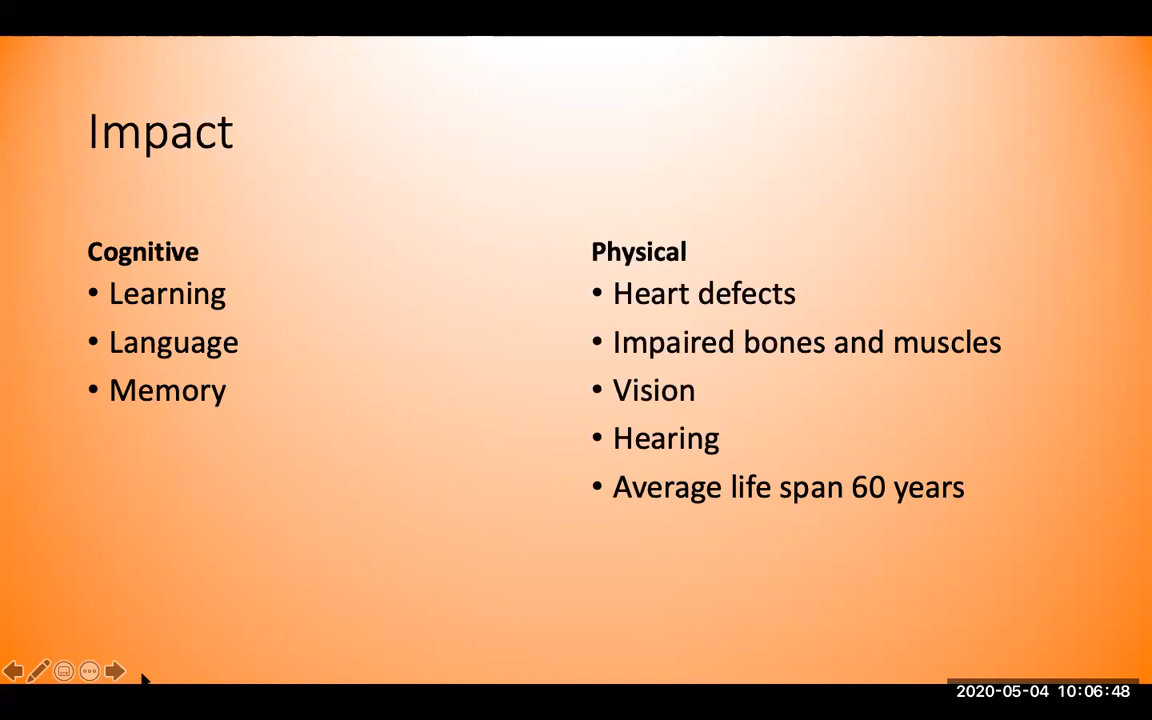 Impact
Cognitive
• Learning
• Language
• Memory
Physical
• Heart defects
• Impaired bones and muscles
• Vision
• Hearing
• Average life span 60 years
2020-05-04 10:06:48